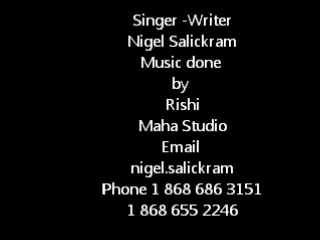 Singer -Writer
Nigel Salickram
Music done
by
Rishi
Maha Studio
Email
nigel.salickram
Phone 1 868 686 3151
1 868 655 2246